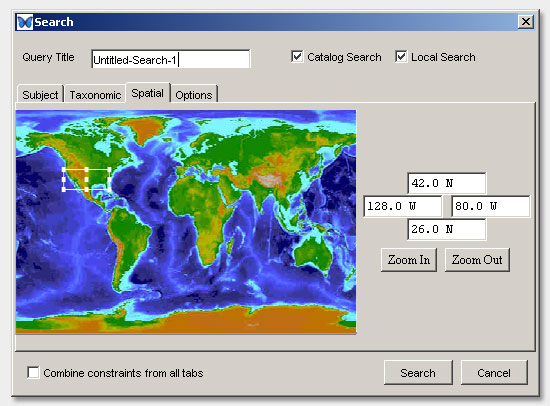 Search
Query Title Untitled-Search-1 Catalog Search Local Search
Subject Taxonomic Spatial Options
42.0 N
128.0 W 80.0 W
26.0 N
Zoom In Zoom Out
Combine constraints from all tabs Search Cancel